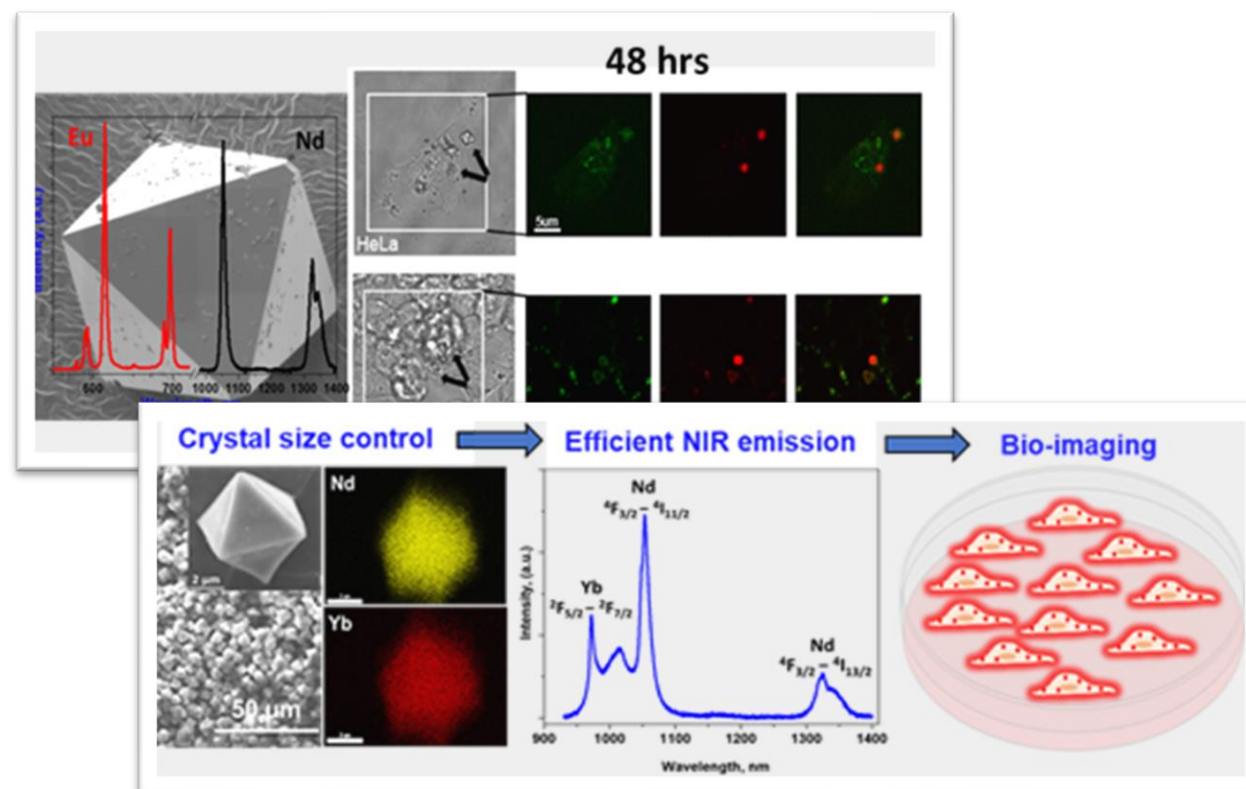 48 hrs
Eu
Nd
HeLa
5um
600
700
1000
1100
1200
1300
1400
Crystal size control
Efficient NIR emission
Bio-imaging
2 μm
Nd
Yb
50 μm
Intensity, (a.u.)
Nd
⁴F₃/₂ – ⁴I₁₁/₂
Yb
²F₅/₂ – ²F₇/₂
Nd
⁴F₃/₂ – ⁴I₁₃/₂
900
1000
1100
1200
1300
1400
Wavelength, nm